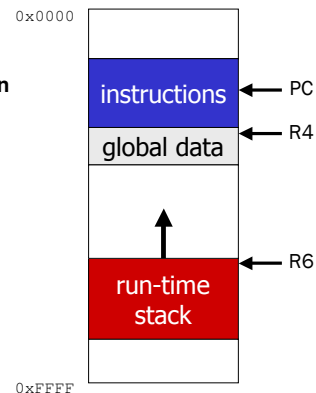 0x0000
n
instructions
PC
R4
global data
R6
run-time
stack
0xFFFF